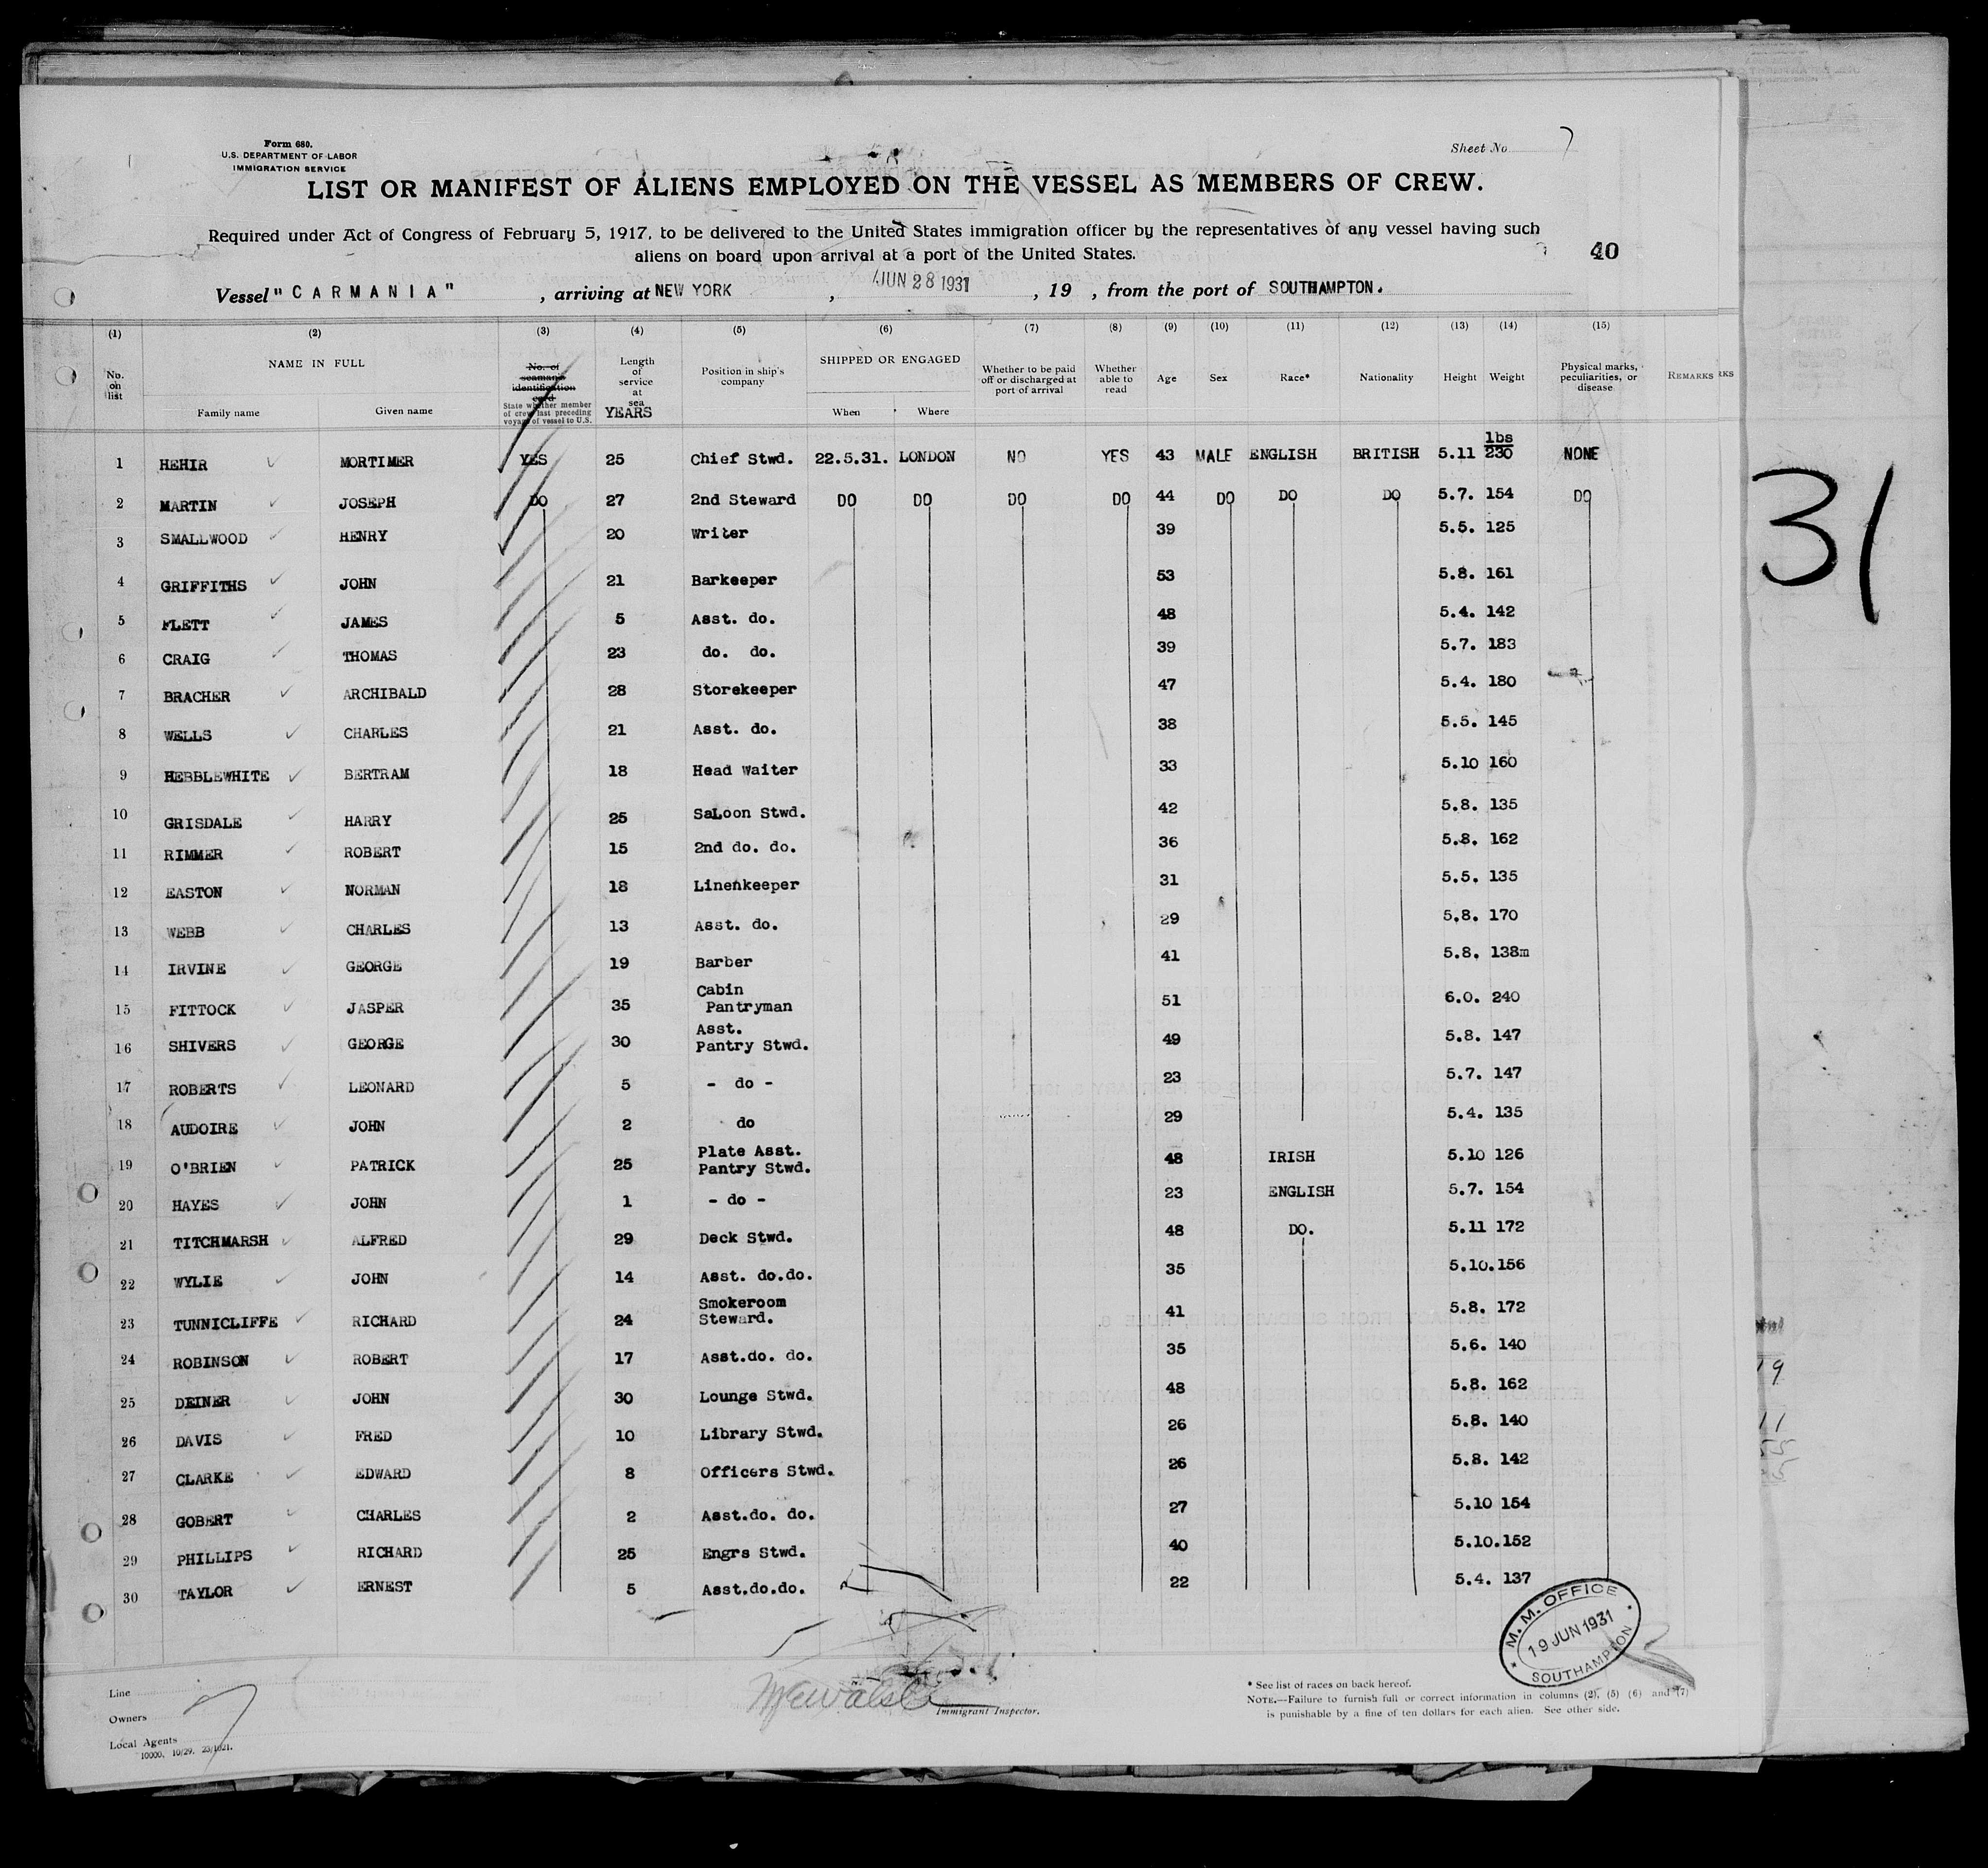 Form 680.
U.S. DEPARTMENT OF LABOR
IMMIGRATION SERVICE
Sheet No 7
LIST OR MANIFEST OF ALIENS EMPLOYED ON THE VESSEL AS MEMBERS OF CREW.
Required under Act of Congress of February 5, 1917, to be delivered to the United States immigration officer by the representatives of any vessel having such
aliens on board upon arrival at a port of the United States.
40
Vessel "CARMANIA", arriving at NEW YORK, JUN 28 1931, 19 , from the port of SOUTHAMPTON.
(1) (2) (3) (4) (5) (6) (7) (8) (9) (10) (11) (12) (13) (14) (15)
No. on list
NAME IN FULL
Family name Given name
No. of seaman's identification card
State whether member of crew last preceding voyage of vessel to U.S.
Length of service at sea
YEARS
Position in ship's company
SHIPPED OR ENGAGED
When Where
Whether to be paid off or discharged at port of arrival
Whether able to read
Age Sex Race* Nationality Height Weight
Physical marks, peculiarities, or disease
REMARKS RKS
lbs
1 HEHIR MORTIMER YES 25 Chief Stwd. 22.5.31. LONDON NO YES 43 MALE ENGLISH BRITISH 5.11 230 NONE
2 MARTIN JOSEPH DO 27 2nd Steward DO DO DO DO 44 DO DO DO 5.7. 154 DO
3 SMALLWOOD HENRY 20 Writer 39 5.5. 125
4 GRIFFITHS JOHN 21 Barkeeper 53 5.8. 161
5 FLETT JAMES 5 Asst. do. 48 5.4. 142
6 CRAIG THOMAS 23 do. do. 39 5.7. 183
7 BRACHER ARCHIBALD 28 Storekeeper 47 5.4. 180
8 WELLS CHARLES 21 Asst. do. 38 5.5. 145
9 HEBBLEWHITE BERTRAM 18 Head Waiter 33 5.10 160
10 GRISDALE HARRY 25 SaLoon Stwd. 42 5.8. 135
11 RIMMER ROBERT 15 2nd do. do. 36 5.8. 162
12 EASTON NORMAN 18 Linenkeeper 31 5.5. 135
13 WEBB CHARLES 13 Asst. do. 29 5.8. 170
14 IRVINE GEORGE 19 Barber 41 5.8. 138m
15 FITTOCK JASPER 35 Cabin Pantryman 51 6.0. 240
16 SHIVERS GEORGE 30 Asst. Pantry Stwd. 49 5.8. 147
17 ROBERTS LEONARD 5 - do - 23 5.7. 147
18 AUDOIRE JOHN 2 do 29 5.4. 135
19 O'BRIEN PATRICK 25 Plate Asst. Pantry Stwd. 48 IRISH 5.10 126
20 HAYES JOHN 1 - do - 23 ENGLISH 5.7. 154
21 TITCHMARSH ALFRED 29 Deck Stwd. 48 DO. 5.11 172
22 WYLIE JOHN 14 Asst. do.do. 35 5.10. 156
23 TUNNICLIFFE RICHARD 24 Smokeroom Steward. 41 5.8. 172
24 ROBINSON ROBERT 17 Asst.do. do. 35 5.6. 140
25 DEINER JOHN 30 Lounge Stwd. 48 5.8. 162
26 DAVIS FRED 10 Library Stwd. 26 5.8. 140
27 CLARKE EDWARD 8 Officers Stwd. 26 5.8. 142
28 GOBERT CHARLES 2 Asst.do. do. 27 5.10 154
29 PHILLIPS RICHARD 25 Engrs Stwd. 40 5.10. 152
30 TAYLOR ERNEST 5 Asst.do.do. 22 5.4. 137
31
19
11
M. M. OFFICE
19 JUN 1931
SOUTHAMPTON
Line
Owners
Local Agents
10000. 10/29. 23/1021.
7
Immigrant Inspector.
* See list of races on back hereof.
NOTE.—Failure to furnish full or correct information in columns (2), (5) (6) and (7)
is punishable by a fine of ten dollars for each alien. See other side.